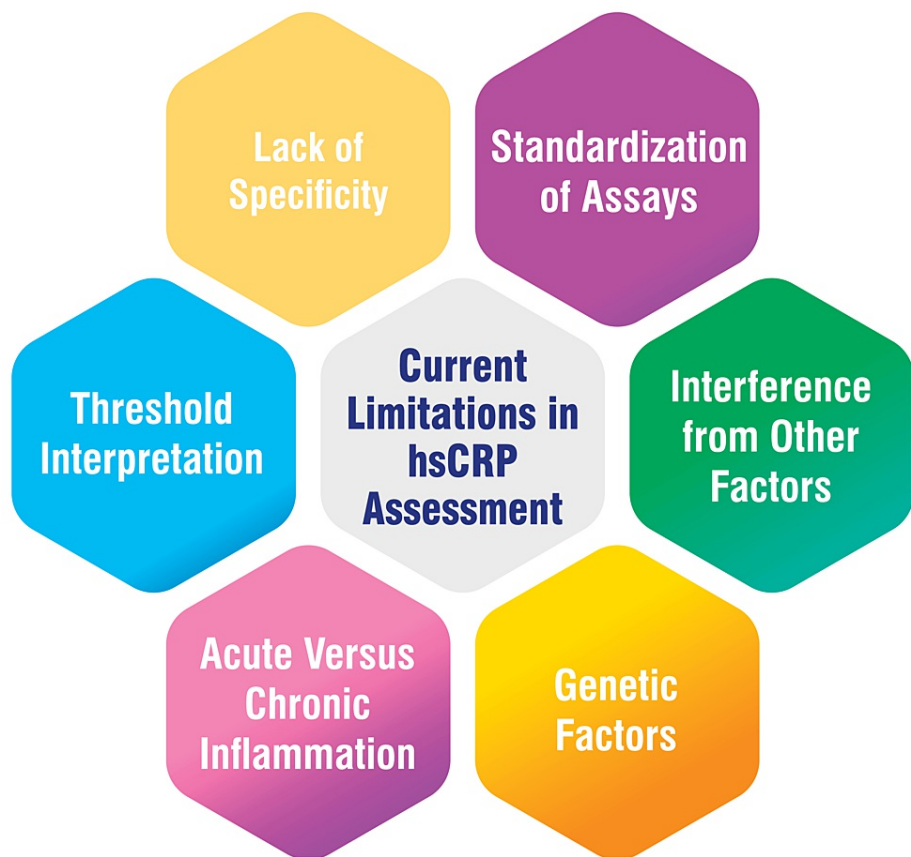 Lack of
Specificity
Standardization
of Assays
Threshold
Interpretation
Current
Limitations in
hsCRP
Assessment
Interference
from Other
Factors
Acute Versus
Chronic
Inflammation
Genetic
Factors